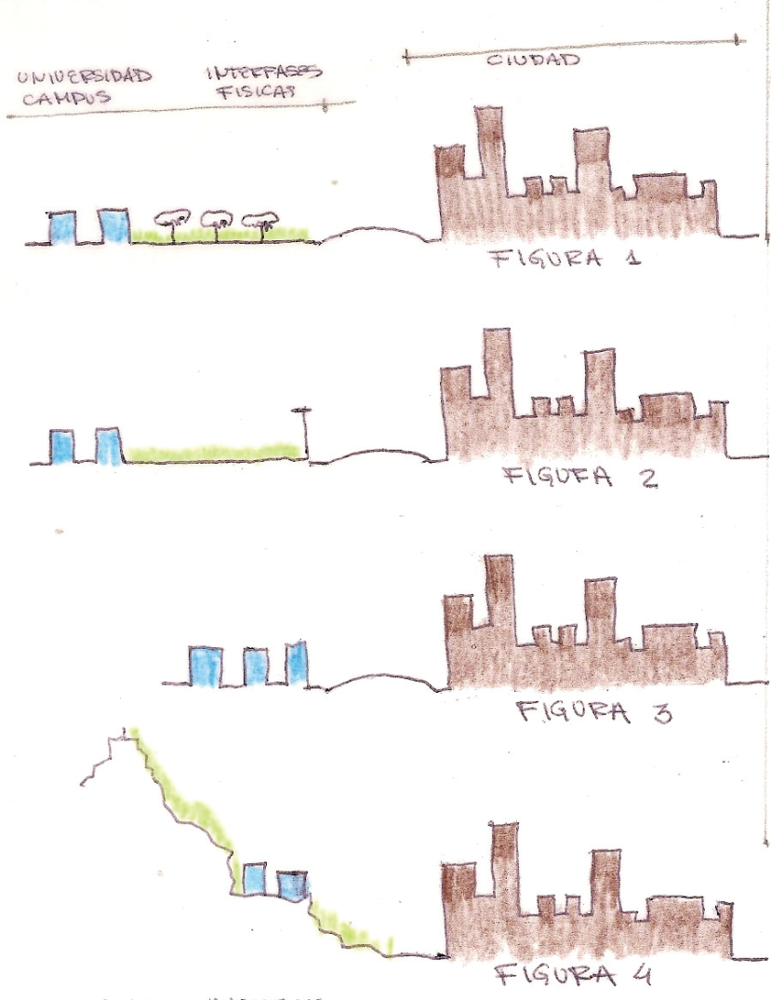 UNIVERSIDAD
CAMPUS
INTERFASES
FISICAS
CIUDAD
FIGURA 1
FIGURA 2
FIGURA 3
FIGURA 4